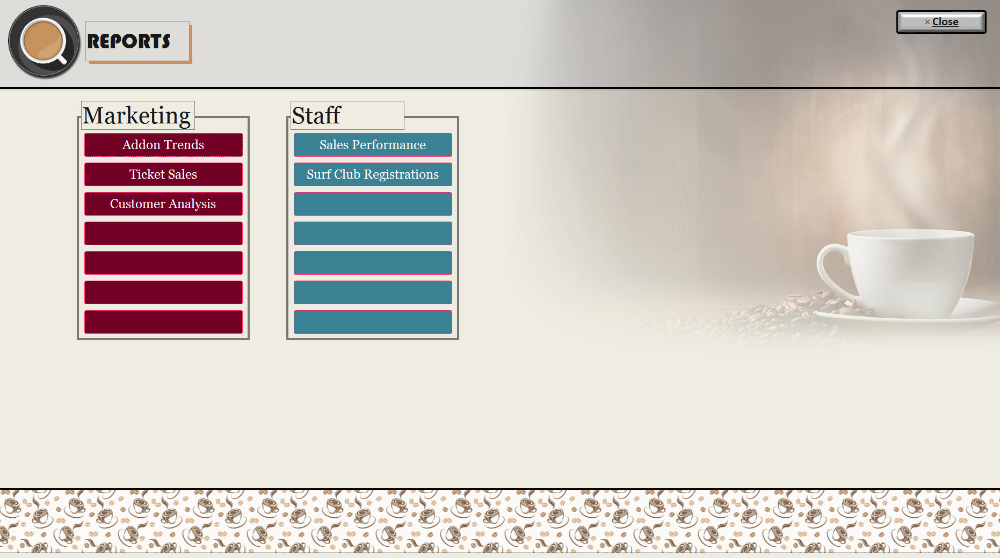 REPORTS
× Close
Marketing
Addon Trends
Ticket Sales
Customer Analysis
Staff
Sales Performance
Surf Club Registrations